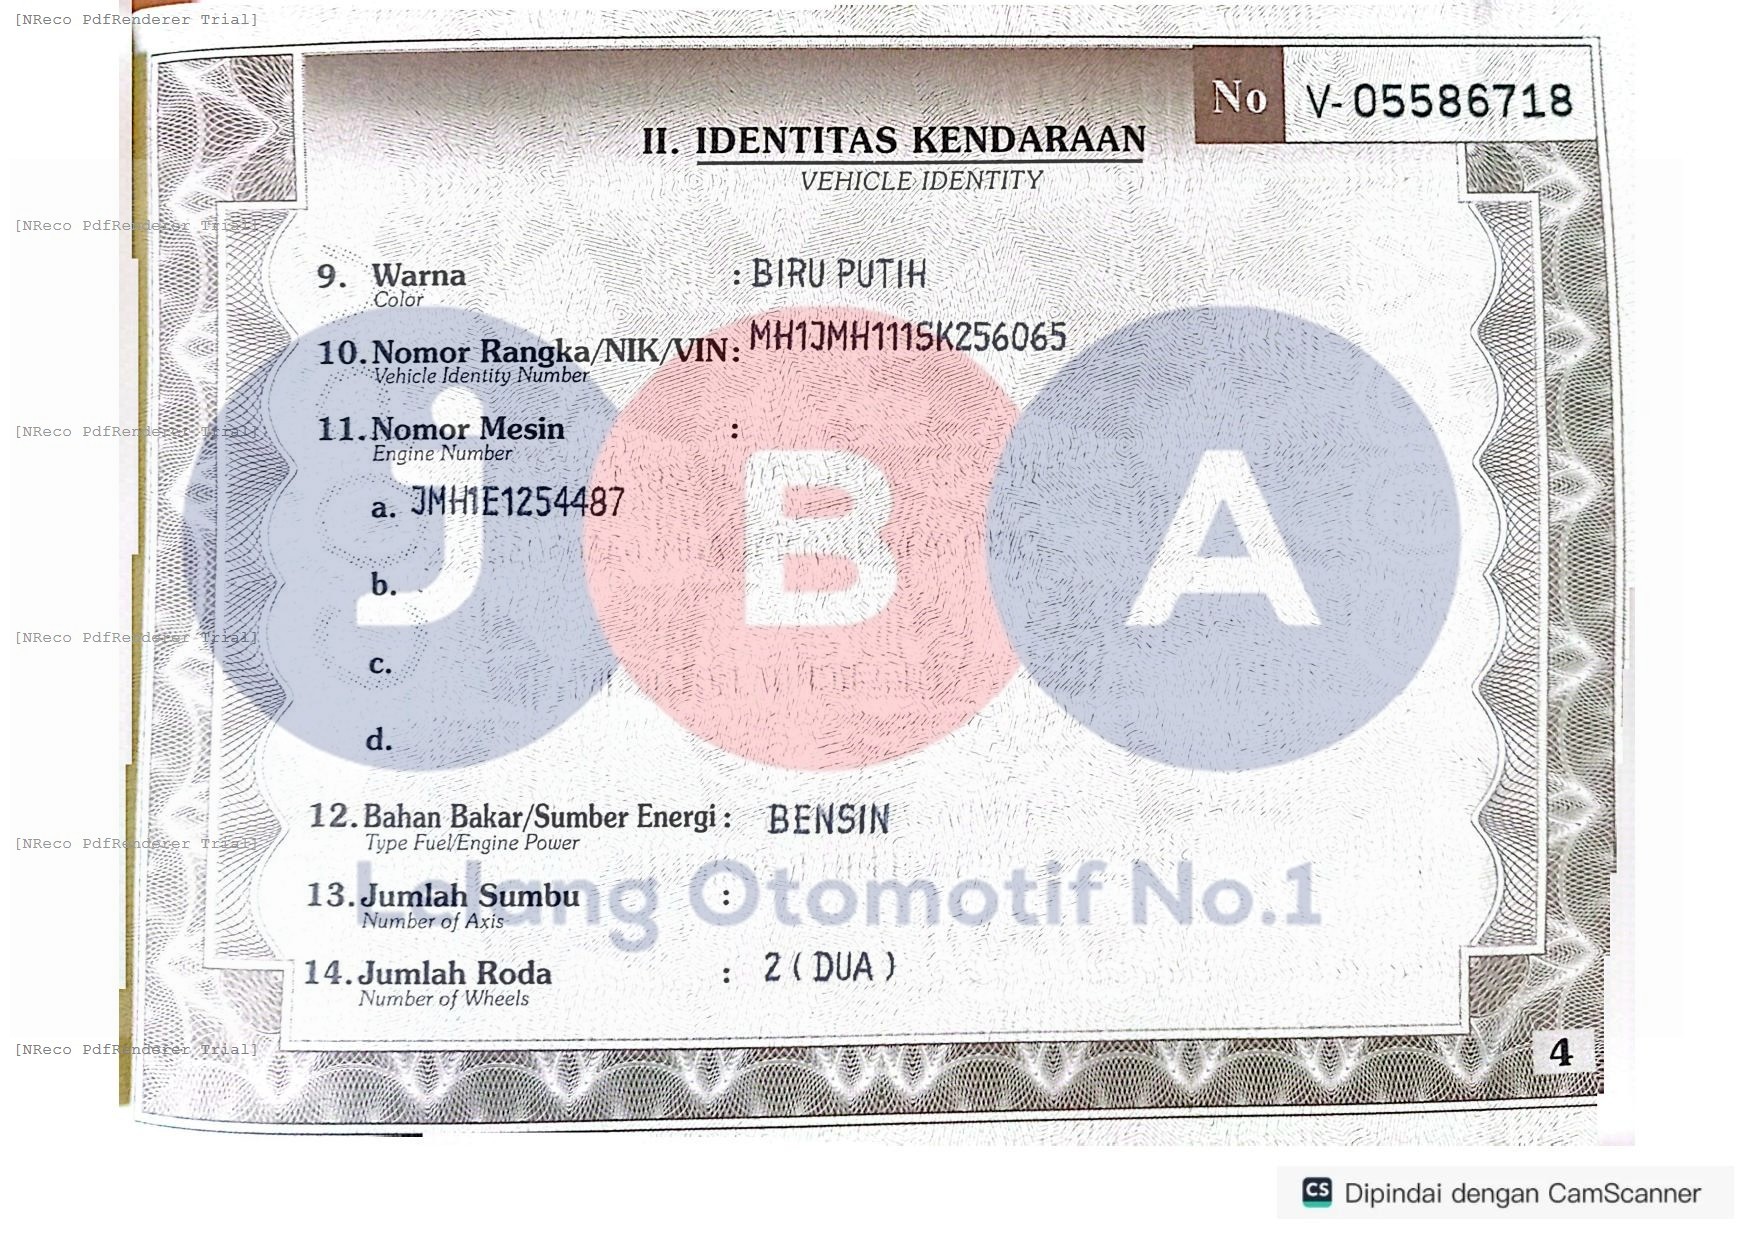 [NReco PdfRenderer Trial]
No V-05586718
II. IDENTITAS KENDARAAN
VEHICLE IDENTITY
[NReco PdfRenderer Trial]
9. Warna : BIRU PUTIH
Color
10. Nomor Rangka/NIK/VIN : MH1JMH111SK256065
Vehicle Identity Number
11. Nomor Mesin :
[NReco PdfRenderer Trial]
Engine Number
a. JMH1E1254487
J B A
b.
[NReco PdfRenderer Trial]
c.
d.
12. Bahan Bakar/Sumber Energi : BENSIN
Type Fuel/Engine Power
[NReco PdfRenderer Trial]
Lelang Otomotif No.1
13. Jumlah Sumbu :
Number of Axis
14. Jumlah Roda : 2 ( DUA )
Number of Wheels
[NReco PdfRenderer Trial]
4
CS Dipindai dengan CamScanner